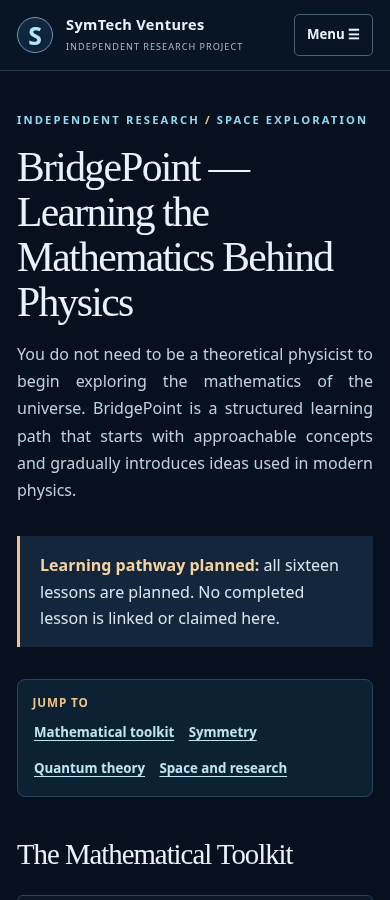 S
SymTech Ventures
INDEPENDENT RESEARCH PROJECT
Menu ☰
INDEPENDENT RESEARCH / SPACE EXPLORATION
BridgePoint —
Learning the
Mathematics Behind
Physics
You do not need to be a theoretical physicist to
begin exploring the mathematics of the
universe. BridgePoint is a structured learning
path that starts with approachable concepts
and gradually introduces ideas used in modern
physics.
Learning pathway planned: all sixteen
lessons are planned. No completed
lesson is linked or claimed here.
JUMP TO
Mathematical toolkit Symmetry
Quantum theory Space and research
The Mathematical Toolkit